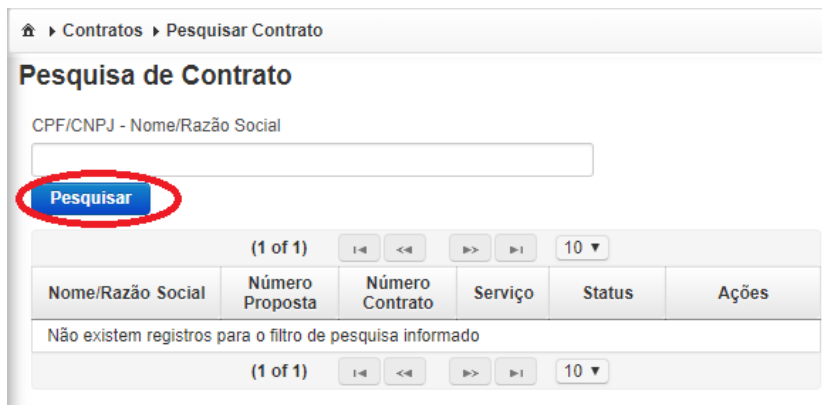 Contratos Pesquisar Contrato
Pesquisa de Contrato
CPF/CNPJ - Nome/Razão Social
Pesquisar
(1 of 1) 10
Nome/Razão Social Número Proposta Número Contrato Serviço Status Ações
Não existem registros para o filtro de pesquisa informado
(1 of 1) 10